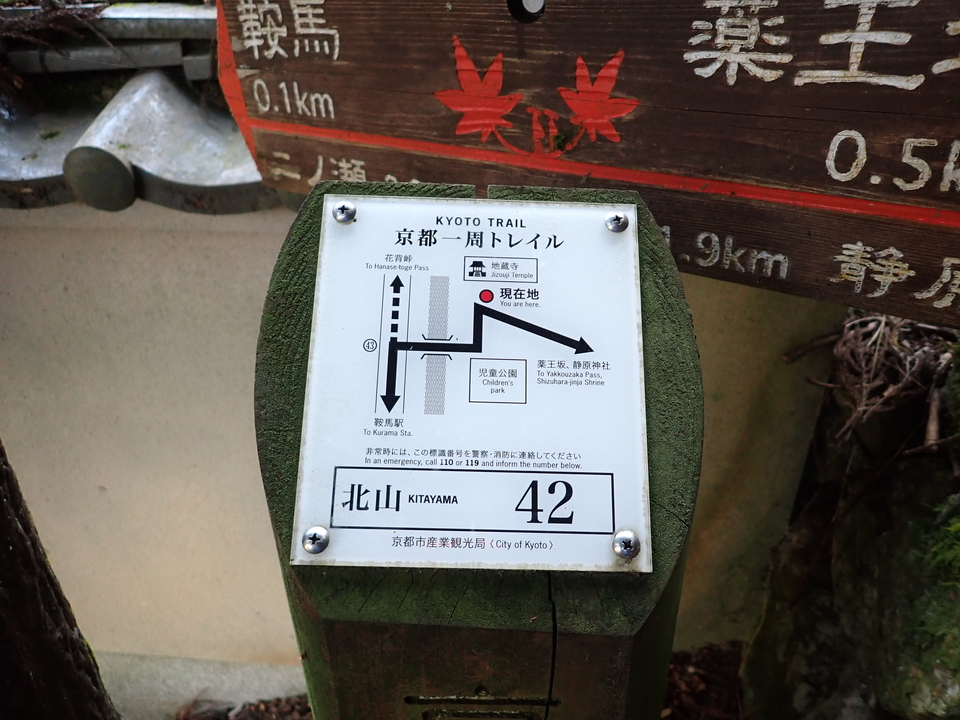 鞍馬
0.1km
二ノ瀬
薬王
0.5k
.9km
静原
KYOTO TRAIL
京都一周トレイル
花背峠
To Hanase-toge Pass
地蔵寺
Jizouji Temple
現在地
You are here.
43
児童公園
Children's
park
薬王坂、静原神社
To Yakkouzaka Pass,
Shizuhara-jinja Shrine
鞍馬駅
To Kurama Sta.
非常時には、この標識番号を警察・消防に連絡してください
In an emergency, call 110 or 119 and inform the number below.
北山 KITAYAMA 42
京都市産業観光局〈City of Kyoto〉